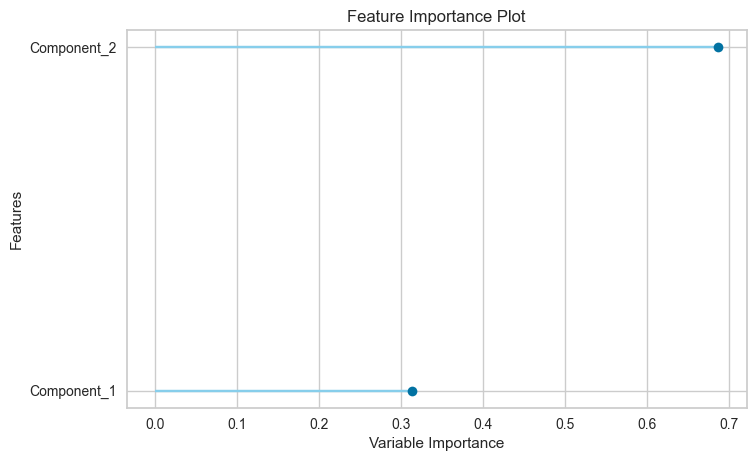 Feature Importance Plot
Component_2
Features
Component_1
0.0 0.1 0.2 0.3 0.4 0.5 0.6 0.7
Variable Importance